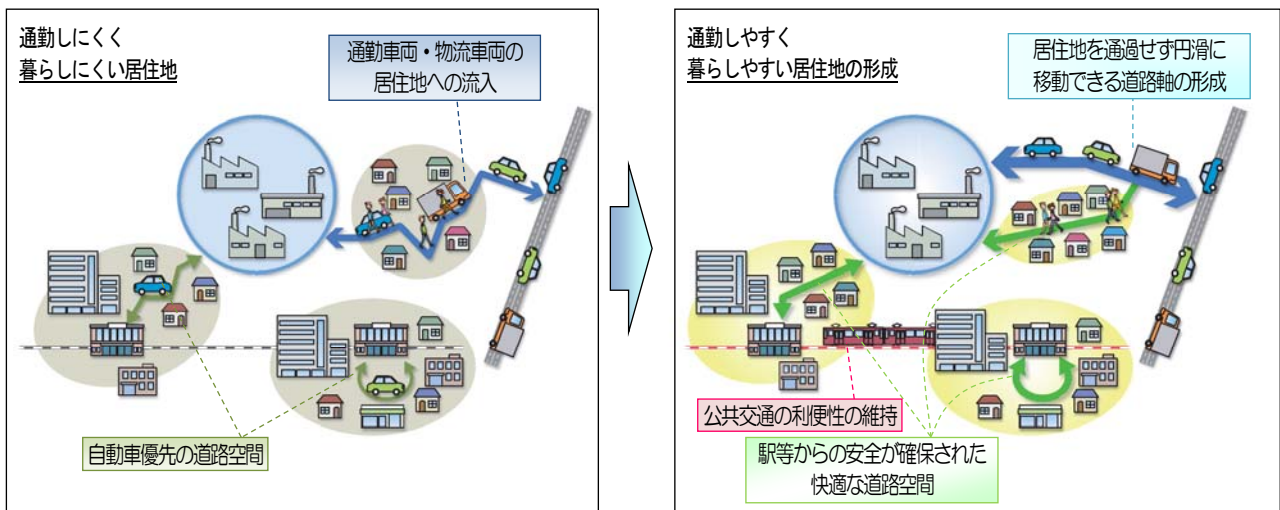 通勤しにくく
暮らしにくい居住地
通勤車両・物流車両の
居住地への流入
自動車優先の道路空間
通勤しやすく
暮らしやすい居住地の形成
居住地を通過せず円滑に
移動できる道路軸の形成
公共交通の利便性の維持
駅等からの安全が確保された
快適な道路空間